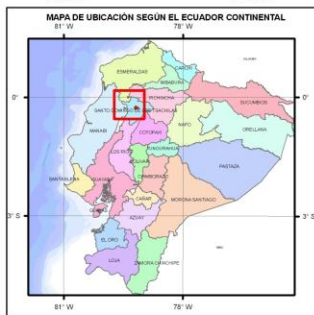 MAPA DE UBICACIÓN SEGÚN EL ECUADOR CONTINENTAL
81° W 78° W
ESMERALDAS
CARCHI
IMBABURA
0° 0°
PICHINCHA
SUCUMBIOS
SANTO DOMINGO DE
MANABI
NAPO
ORELLANA
COTOPAXI
TUNGURAHUA
LOS RIOS
PASTAZA
BOLIVAR
SANTA ELENA
GUAYAS
CHIMBORAZO
MORONA SANTIAGO
3° S 3° S
CAÑAR
AZUAY
EL ORO
LOJA
ZAMORA CHINCHIPE
81° W 78° W